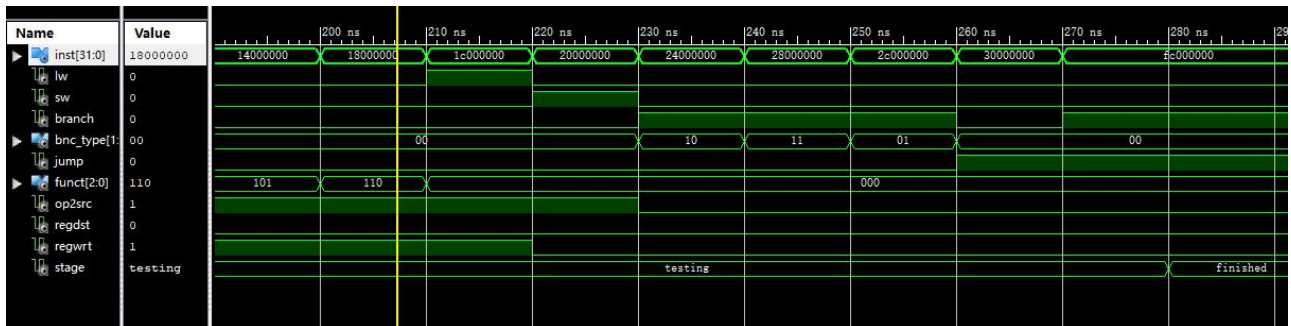 Name Value 200 ns 210 ns 220 ns 230 ns 240 ns 250 ns 260 ns 270 ns 280 ns 29
inst[31:0] 18000000 14000000 18000000 1c000000 20000000 24000000 28000000 2c000000 30000000 fc000000
lw 0
sw 0
branch 0
bnc_type[1: 00 00 10 11 01 00
jump 0
funct[2:0] 110 101 110 000
op2src 1
regdst 0
regwrt 1
stage testing testing finished